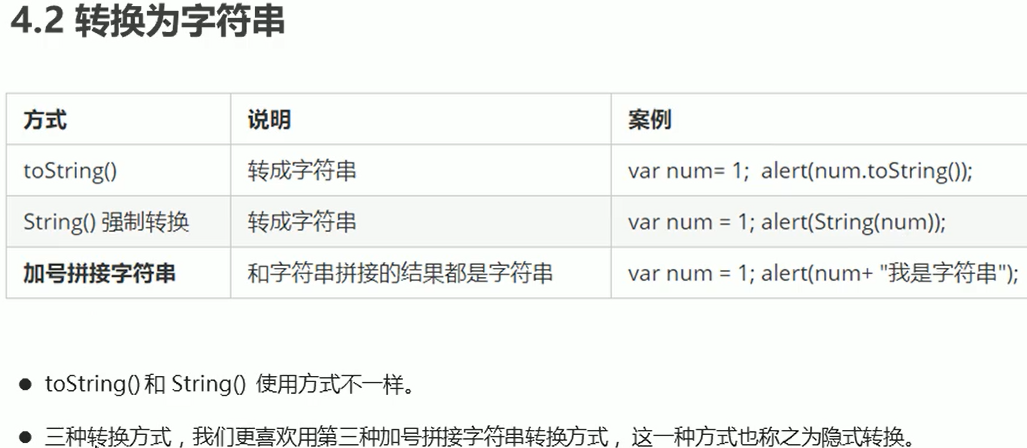 4.2 转换为字符串
方式 说明 案例
toString() 转成字符串 var num= 1; alert(num.toString());
String() 强制转换 转成字符串 var num = 1; alert(String(num));
加号拼接字符串 和字符串拼接的结果都是字符串 var num = 1; alert(num+ "我是字符串");
● toString()和 String() 使用方式不一样。
● 三种转换方式，我们更喜欢用第三种加号拼接字符串转换方式，这一种方式也称之为隐式转换。